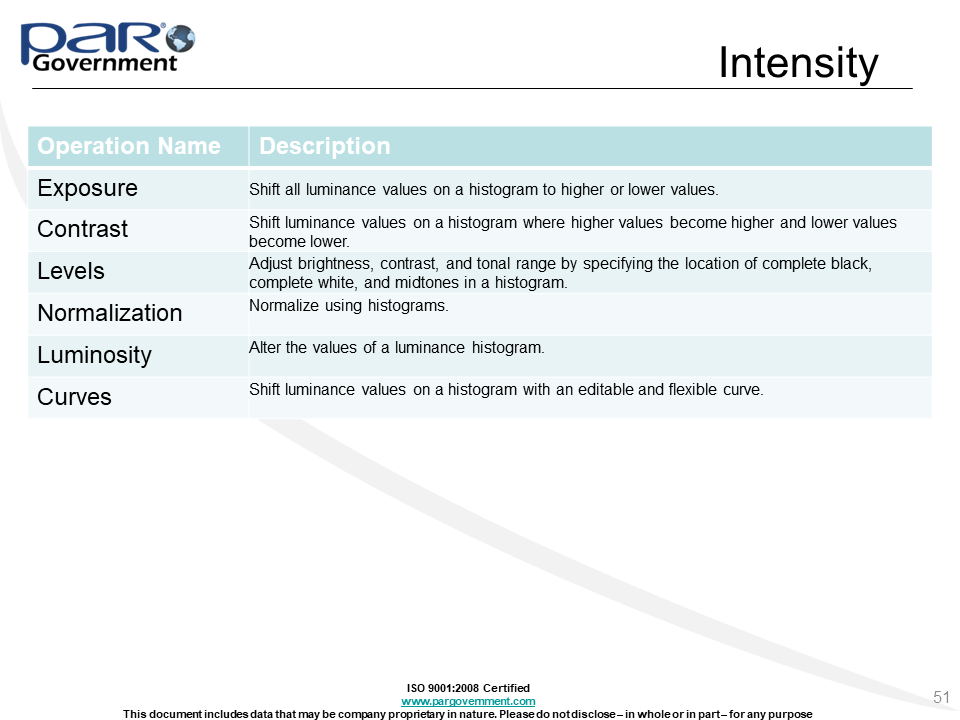 PAR® Government
Intensity
Operation Name Description
Exposure Shift all luminance values on a histogram to higher or lower values.
Contrast Shift luminance values on a histogram where higher values become higher and lower values
become lower.
Levels Adjust brightness, contrast, and tonal range by specifying the location of complete black,
complete white, and midtones in a histogram.
Normalization Normalize using histograms.
Luminosity Alter the values of a luminance histogram.
Curves Shift luminance values on a histogram with an editable and flexible curve.
ISO 9001:2008 Certified
www.pargovernment.com
This document includes data that may be company proprietary in nature. Please do not disclose – in whole or in part – for any purpose
51